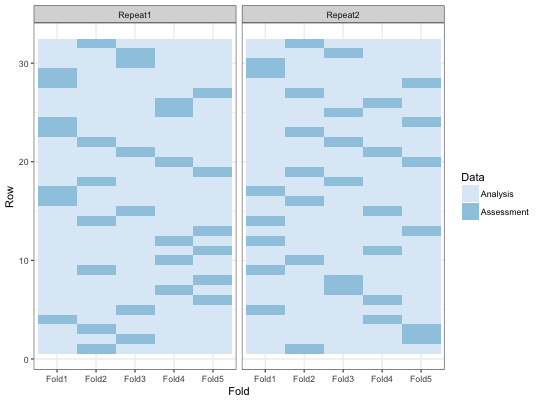 Repeat1 Repeat2
30
20
10
0
Row
Fold1 Fold2 Fold3 Fold4 Fold5 Fold1 Fold2 Fold3 Fold4 Fold5
Fold
Data
Analysis
Assessment